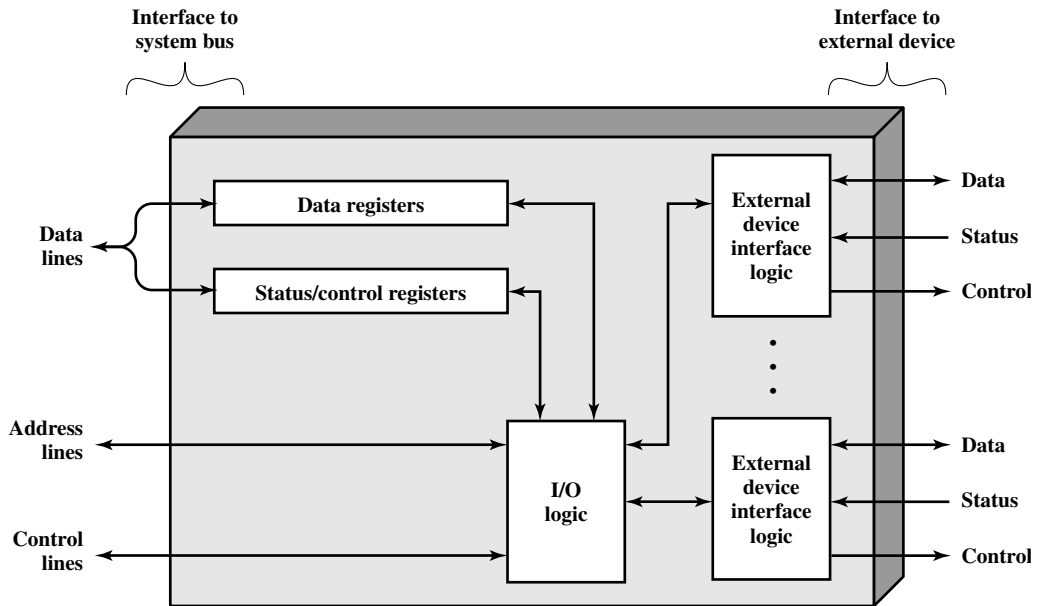 Interface to
system bus
Interface to
external device
Data registers
Status/control registers
Data
lines
Address
lines
Control
lines
I/O
logic
External
device
interface
logic
Data
Status
Control
External
device
interface
logic
Data
Status
Control